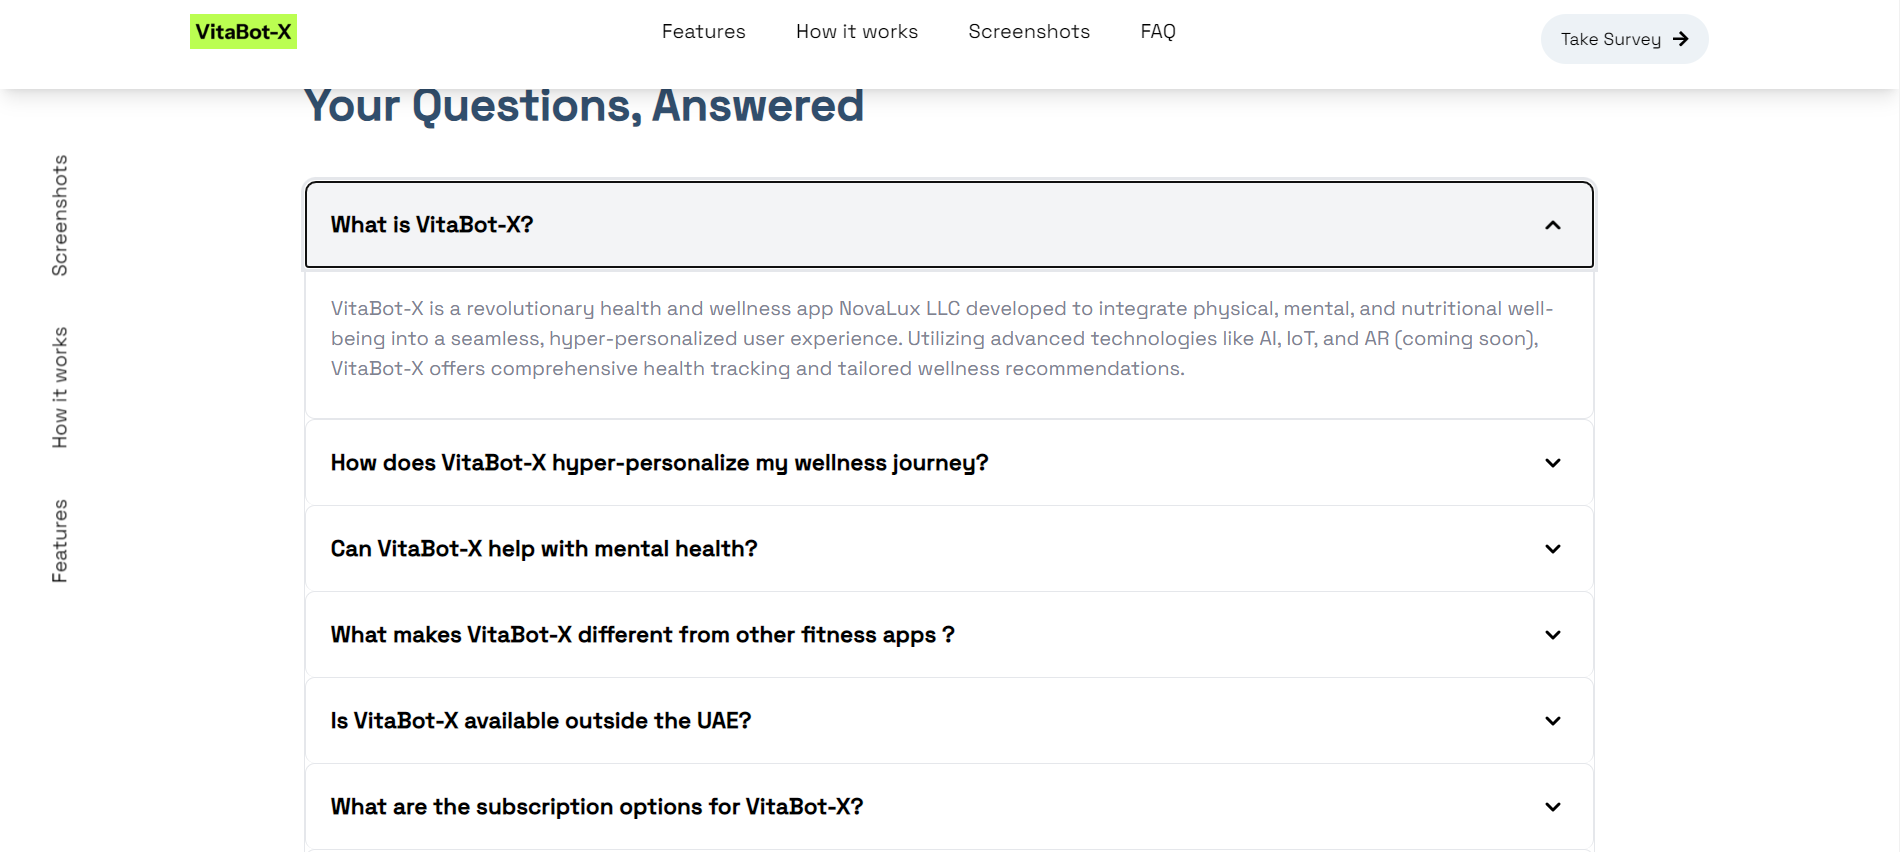 VitaBot-X
Features
How it works
Screenshots
FAQ
Take Survey
Your Questions, Answered
Screenshots
How it works
Features
What is VitaBot-X?
VitaBot-X is a revolutionary health and wellness app NovaLux LLC developed to integrate physical, mental, and nutritional well-
being into a seamless, hyper-personalized user experience. Utilizing advanced technologies like AI, IoT, and AR (coming soon),
VitaBot-X offers comprehensive health tracking and tailored wellness recommendations.
How does VitaBot-X hyper-personalize my wellness journey?
Can VitaBot-X help with mental health?
What makes VitaBot-X different from other fitness apps ?
Is VitaBot-X available outside the UAE?
What are the subscription options for VitaBot-X?